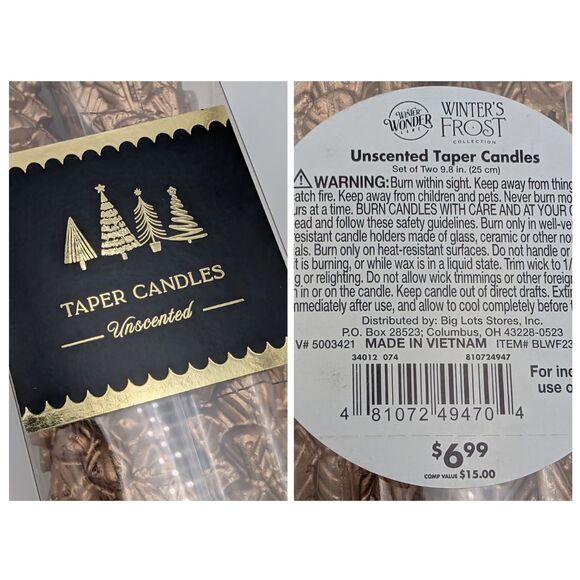 TAPER CANDLES
Unscented
WINTER WONDER LANE
WINTER'S
FROST
COLLECTION
Unscented Taper Candles
Set of Two 9.8 in. (25 cm)
WARNING: Burn within sight. Keep away from thing
atch fire. Keep away from children and pets. Never burn mo
urs at a time. BURN CANDLES WITH CARE AND AT YOUR
ead and follow these safety guidelines. Burn only in well-ve
resistant candle holders made of glass, ceramic or other no
als. Burn only on heat-resistant surfaces. Do not handle or
it is burning, or while wax is in a liquid state. Trim wick to 1/
g or relighting. Do not allow wick trimmings or other foreig
in or on the candle. Keep candle out of direct drafts. Exti
mmediately after use, and allow to cool completely before
Distributed by: Big Lots Stores, Inc.
P.O. Box 28523; Columbus, OH 43228-0523
V# 5003421 MADE IN VIETNAM ITEM# BLWF23
34012 074 810724947
For ind
use o
4 81072 49470 4
$6.99
COMP VALUE $15.00